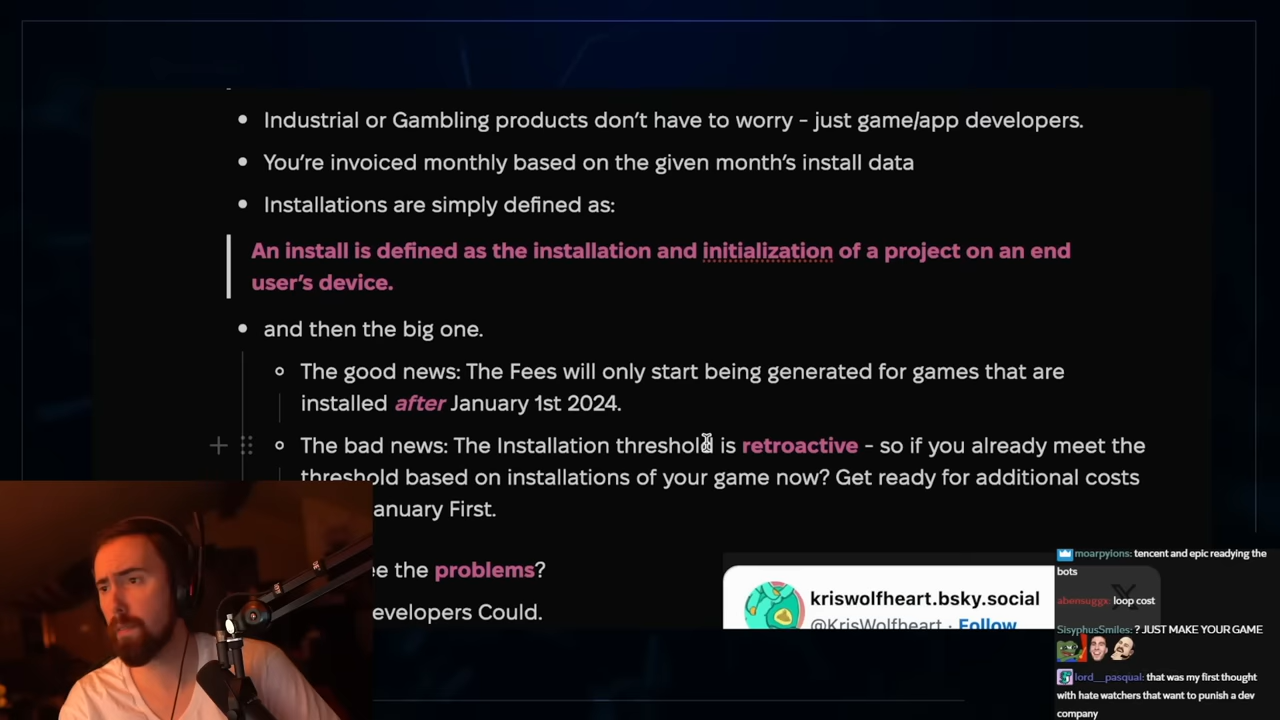 Industrial or Gambling products don't have to worry - just game/app developers.
You're invoiced monthly based on the given month's install data
Installations are simply defined as:
An install is defined as the installation and initialization of a project on an end
user's device.
and then the big one.
The good news: The Fees will only start being generated for games that are
installed after January 1st 2024.
The bad news: The Installation threshold is retroactive - so if you already meet the
threshold based on installations of your game now? Get ready for additional costs
anuary First.
ee the problems?
evelopers Could.
kriswolfheart.bsky.social
@KrisWolfheart · Follow
moarpylons: tencent and epic readying the
bots
abensuggx: loop cost
SisyphusSmiles: ? JUST MAKE YOUR GAME
lord__pasqual: that was my first thought
with hate watchers that want to punish a dev
company